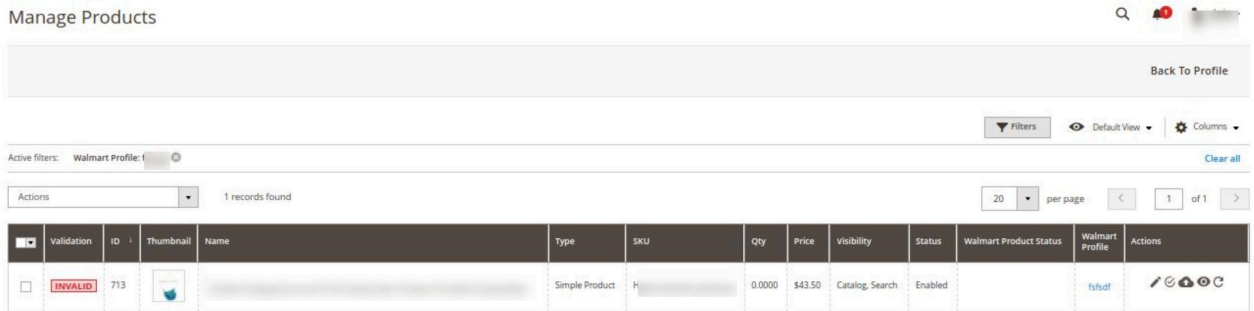 Manage Products
1
Back To Profile
Filters
Default View
Columns
Active filters: Walmart Profile: f
Clear all
Actions
1 records found
20
per page
1
of 1
Validation ID ↓ Thumbnail Name Type SKU Qty Price Visibility Status Walmart Product Status Walmart Profile Actions
INVALID 713 Simple Product H 0.0000 $43.50 Catalog, Search Enabled fsfsdf